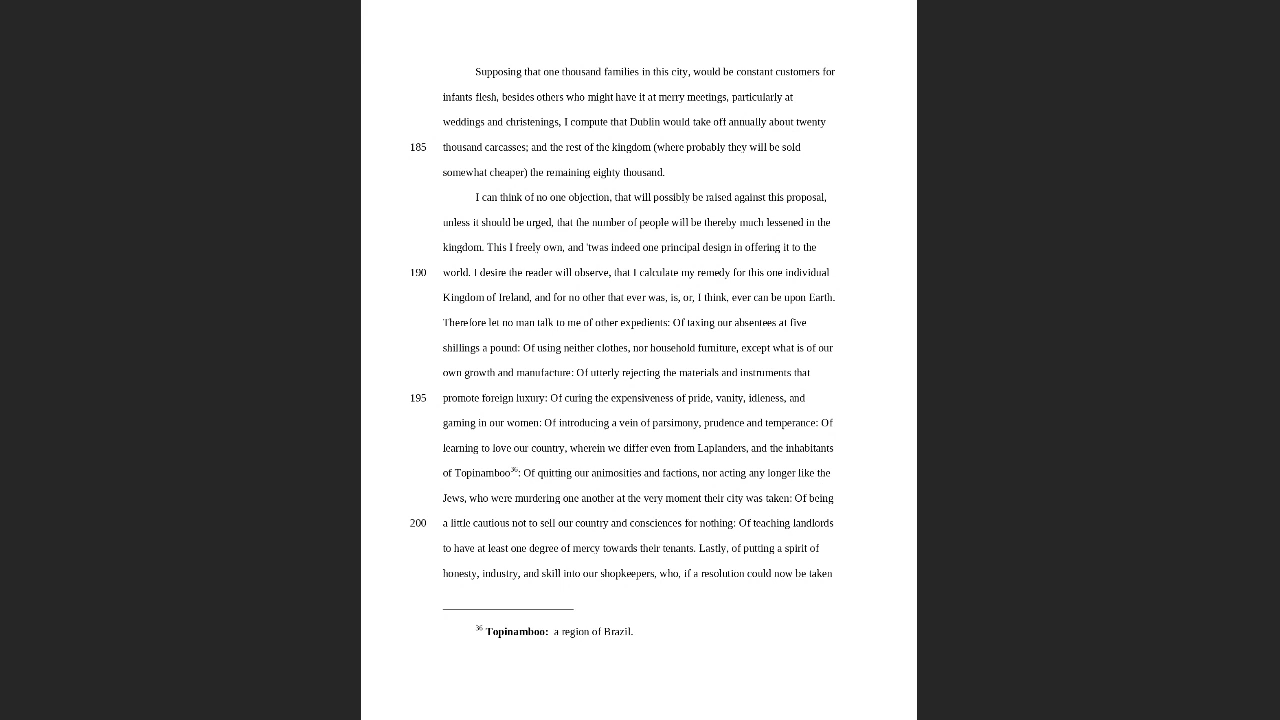 Supposing that one thousand families in this city, would be constant customers for
infants flesh, besides others who might have it at merry meetings, particularly at
weddings and christenings, I compute that Dublin would take off annually about twenty
185 thousand carcasses; and the rest of the kingdom (where probably they will be sold
somewhat cheaper) the remaining eighty thousand.
I can think of no one objection, that will possibly be raised against this proposal,
unless it should be urged, that the number of people will be thereby much lessened in the
kingdom. This I freely own, and 'twas indeed one principal design in offering it to the
190 world. I desire the reader will observe, that I calculate my remedy for this one individual
Kingdom of Ireland, and for no other that ever was, is, or, I think, ever can be upon Earth.
Therefore let no man talk to me of other expedients: Of taxing our absentees at five
shillings a pound: Of using neither clothes, nor household furniture, except what is of our
own growth and manufacture: Of utterly rejecting the materials and instruments that
195 promote foreign luxury: Of curing the expensiveness of pride, vanity, idleness, and
gaming in our women: Of introducing a vein of parsimony, prudence and temperance: Of
learning to love our country, wherein we differ even from Laplanders, and the inhabitants
of Topinamboo36: Of quitting our animosities and factions, nor acting any longer like the
Jews, who were murdering one another at the very moment their city was taken: Of being
200 a little cautious not to sell our country and consciences for nothing: Of teaching landlords
to have at least one degree of mercy towards their tenants. Lastly, of putting a spirit of
honesty, industry, and skill into our shopkeepers, who, if a resolution could now be taken
36 Topinamboo: a region of Brazil.